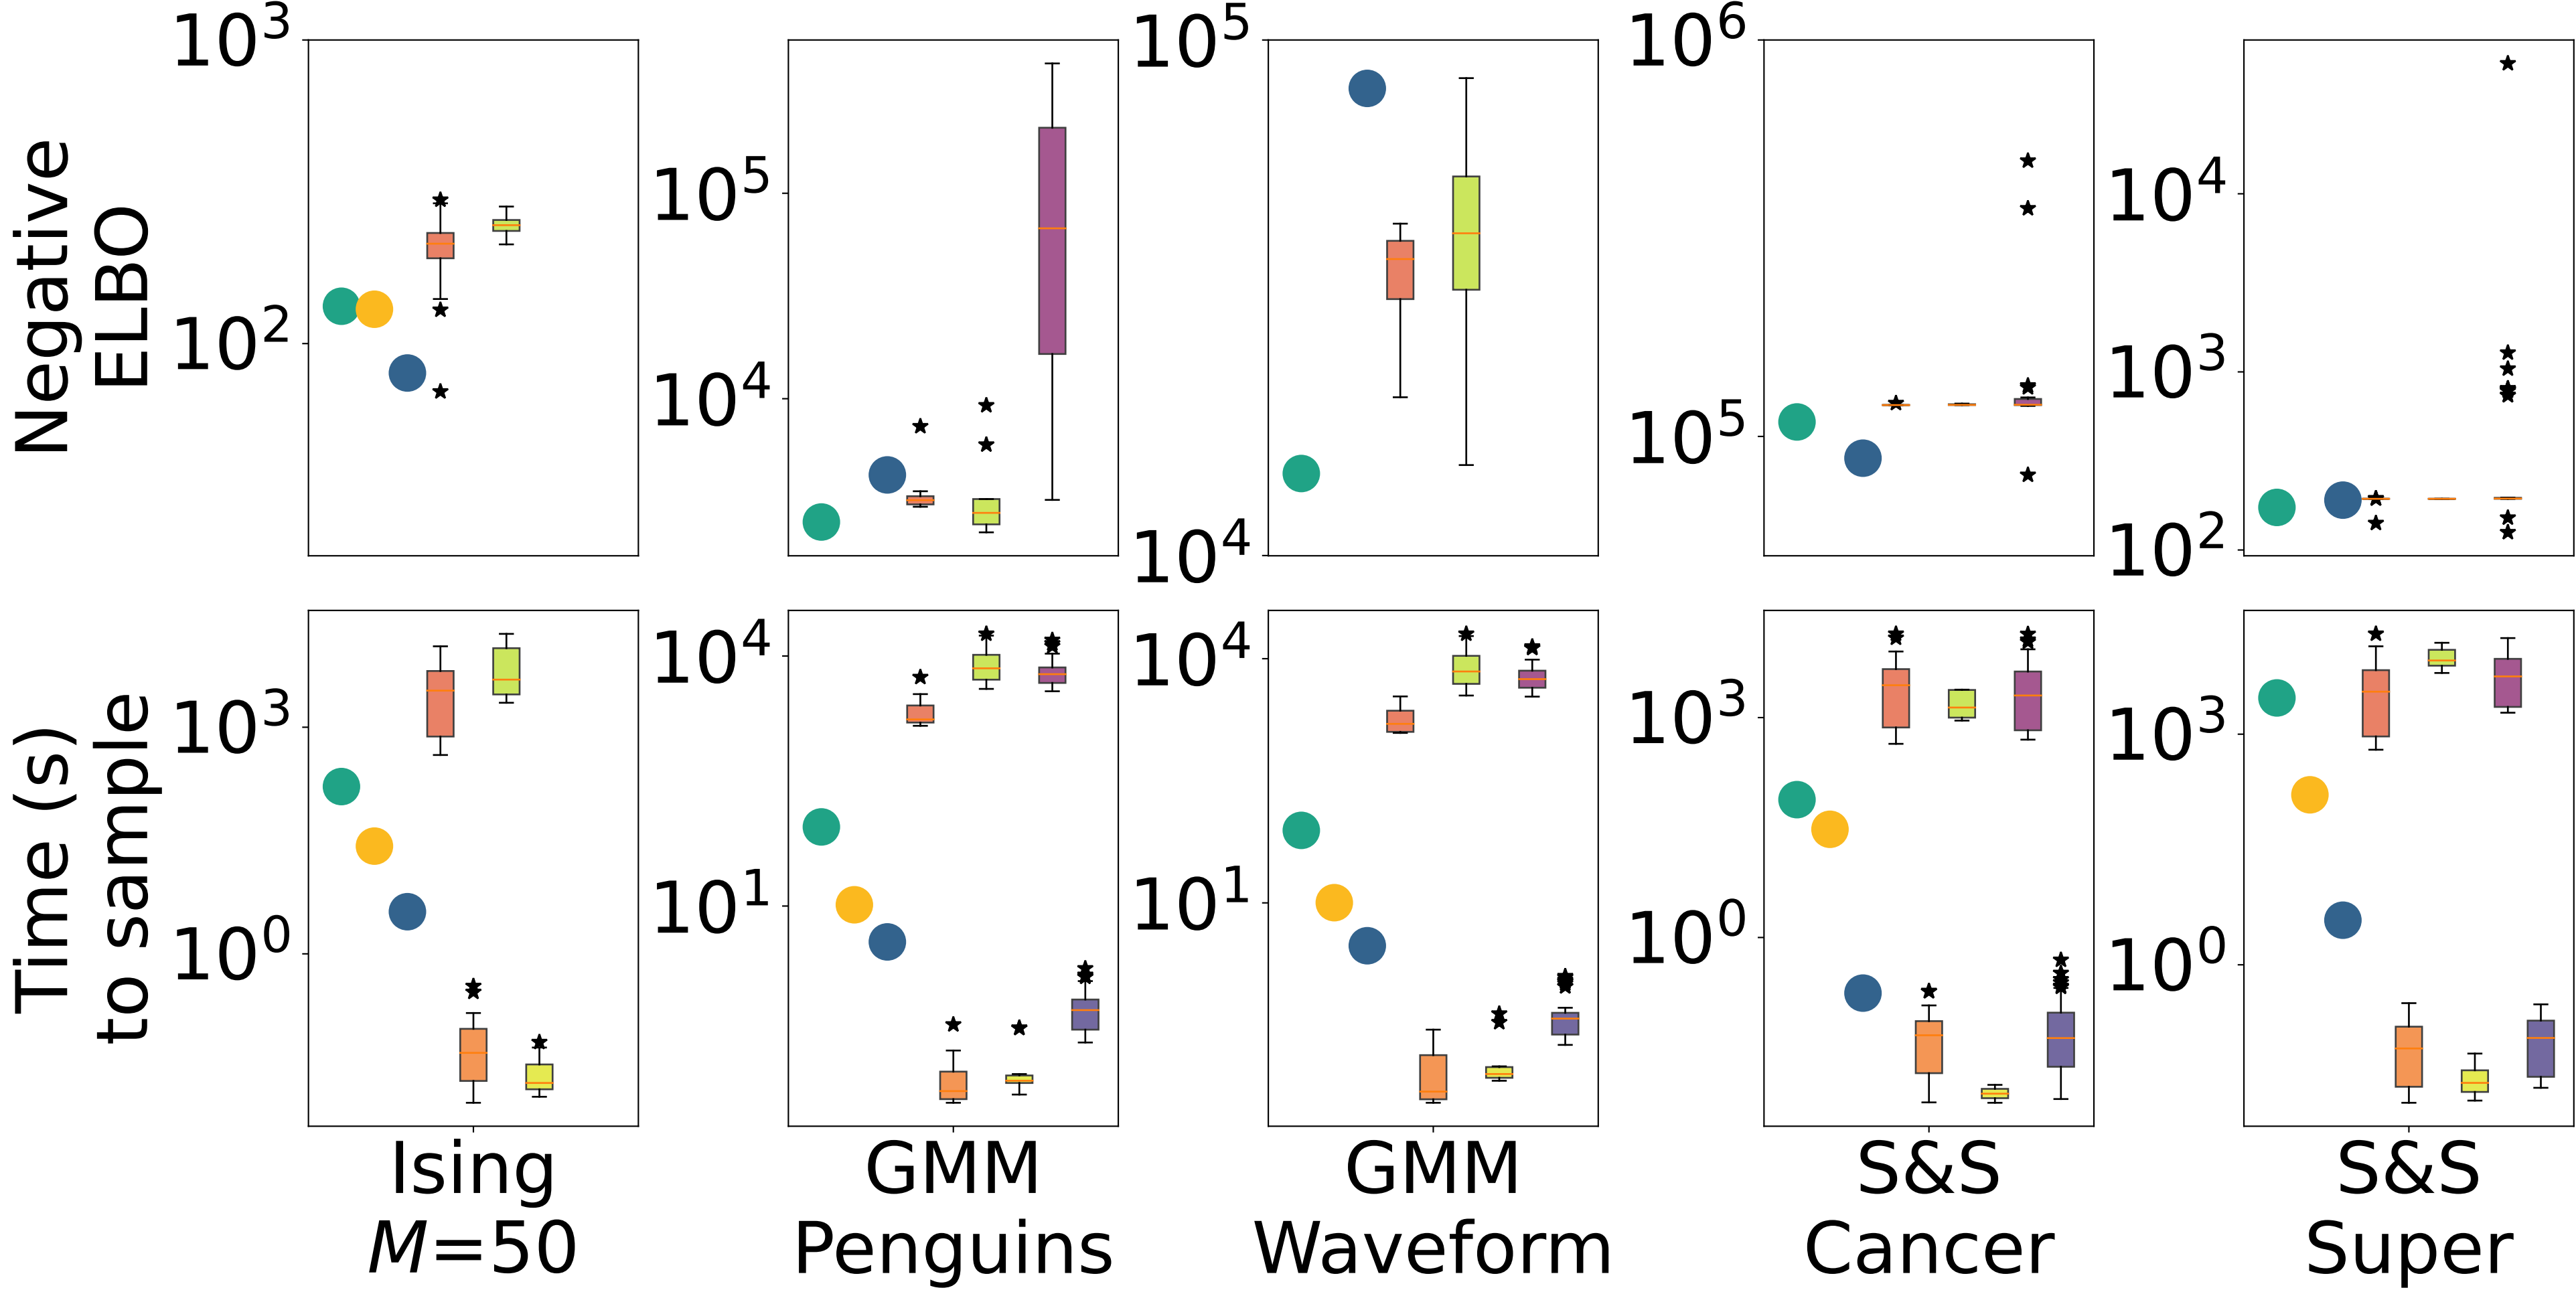 Negative
ELBO
10³
10²
10⁵
10⁴
10⁵
10⁴
10⁶
10⁵
10⁴
10³
10²
Time (s)
to sample
10³
10⁰
10⁴
10¹
10⁴
10¹
10³
10⁰
10³
10⁰
Ising
M=50
GMM
Penguins
GMM
Waveform
S&S
Cancer
S&S
Super